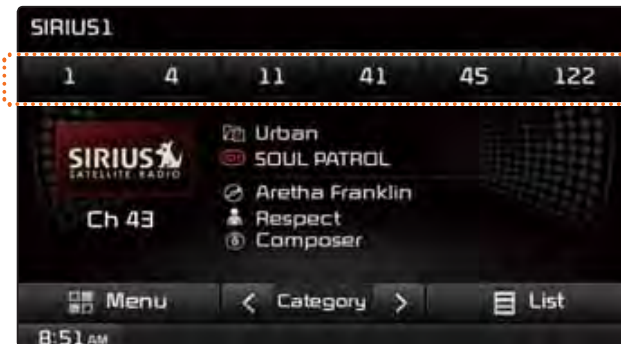 SIRIUS1
1 4 11 41 45 122
Urban
SIRIUS
SATELLITE RADIO
SOUL PATROL
Aretha Franklin
Ch 43
Respect
Composer
Menu < Category > List
8:51 AM